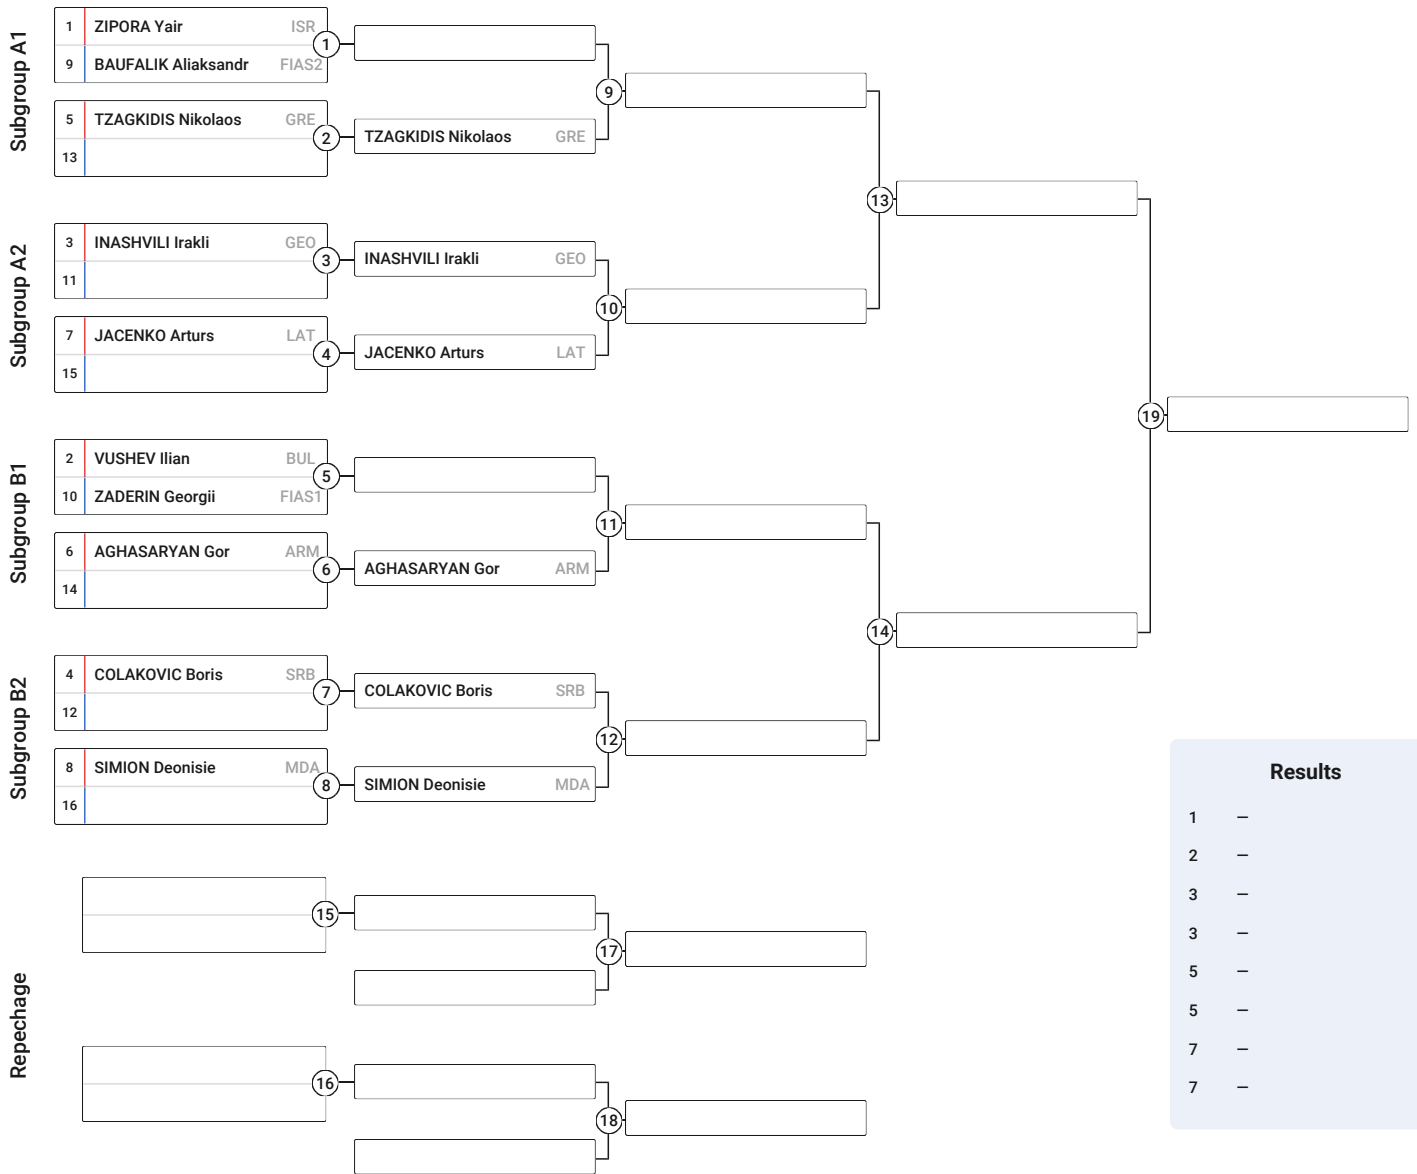 Subgroup A1
1 ZIPORA Yair ISR
9 BAUFALIK Aliaksandr FIAS2
1
5 TZAGKIDIS Nikolaos GRE
13
2
TZAGKIDIS Nikolaos GRE
9
Subgroup A2
3 INASHVILI Irakli GEO
11
3
INASHVILI Irakli GEO
7 JACENKO Arturs LAT
15
4
JACENKO Arturs LAT
10
13
Subgroup B1
2 VUSHEV Ilian BUL
10 ZADERIN Georgii FIAS1
5
6 AGHASARYAN Gor ARM
14
6
AGHASARYAN Gor ARM
11
Subgroup B2
4 COLAKOVIC Boris SRB
12
7
COLAKOVIC Boris SRB
8 SIMION Deonisie MDA
16
8
SIMION Deonisie MDA
12
14
19
Repechage
15
17
16
18
Results
1 –
2 –
3 –
3 –
5 –
5 –
7 –
7 –